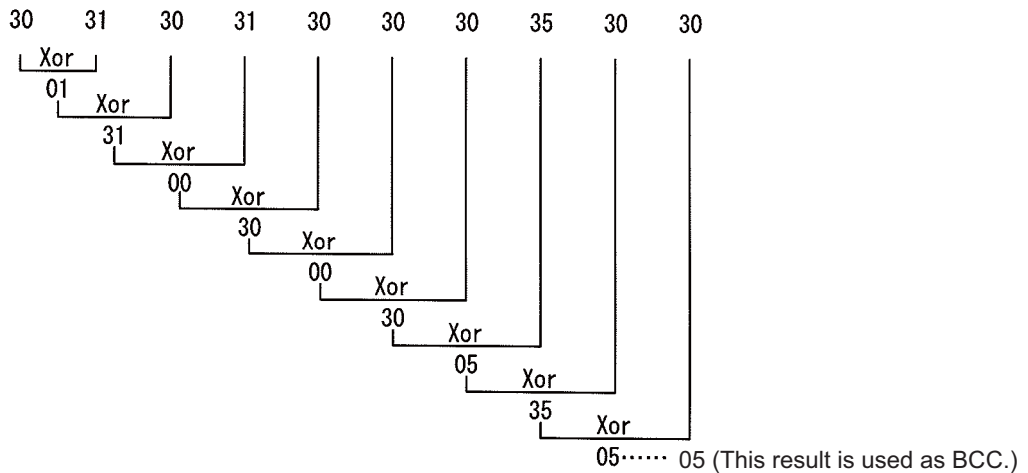 30 31 30 31 30 30 30 35 30 30
Xor
01
Xor
31
Xor
00
Xor
30
Xor
00
Xor
30
Xor
05
Xor
35
Xor
05...... 05 (This result is used as BCC.)